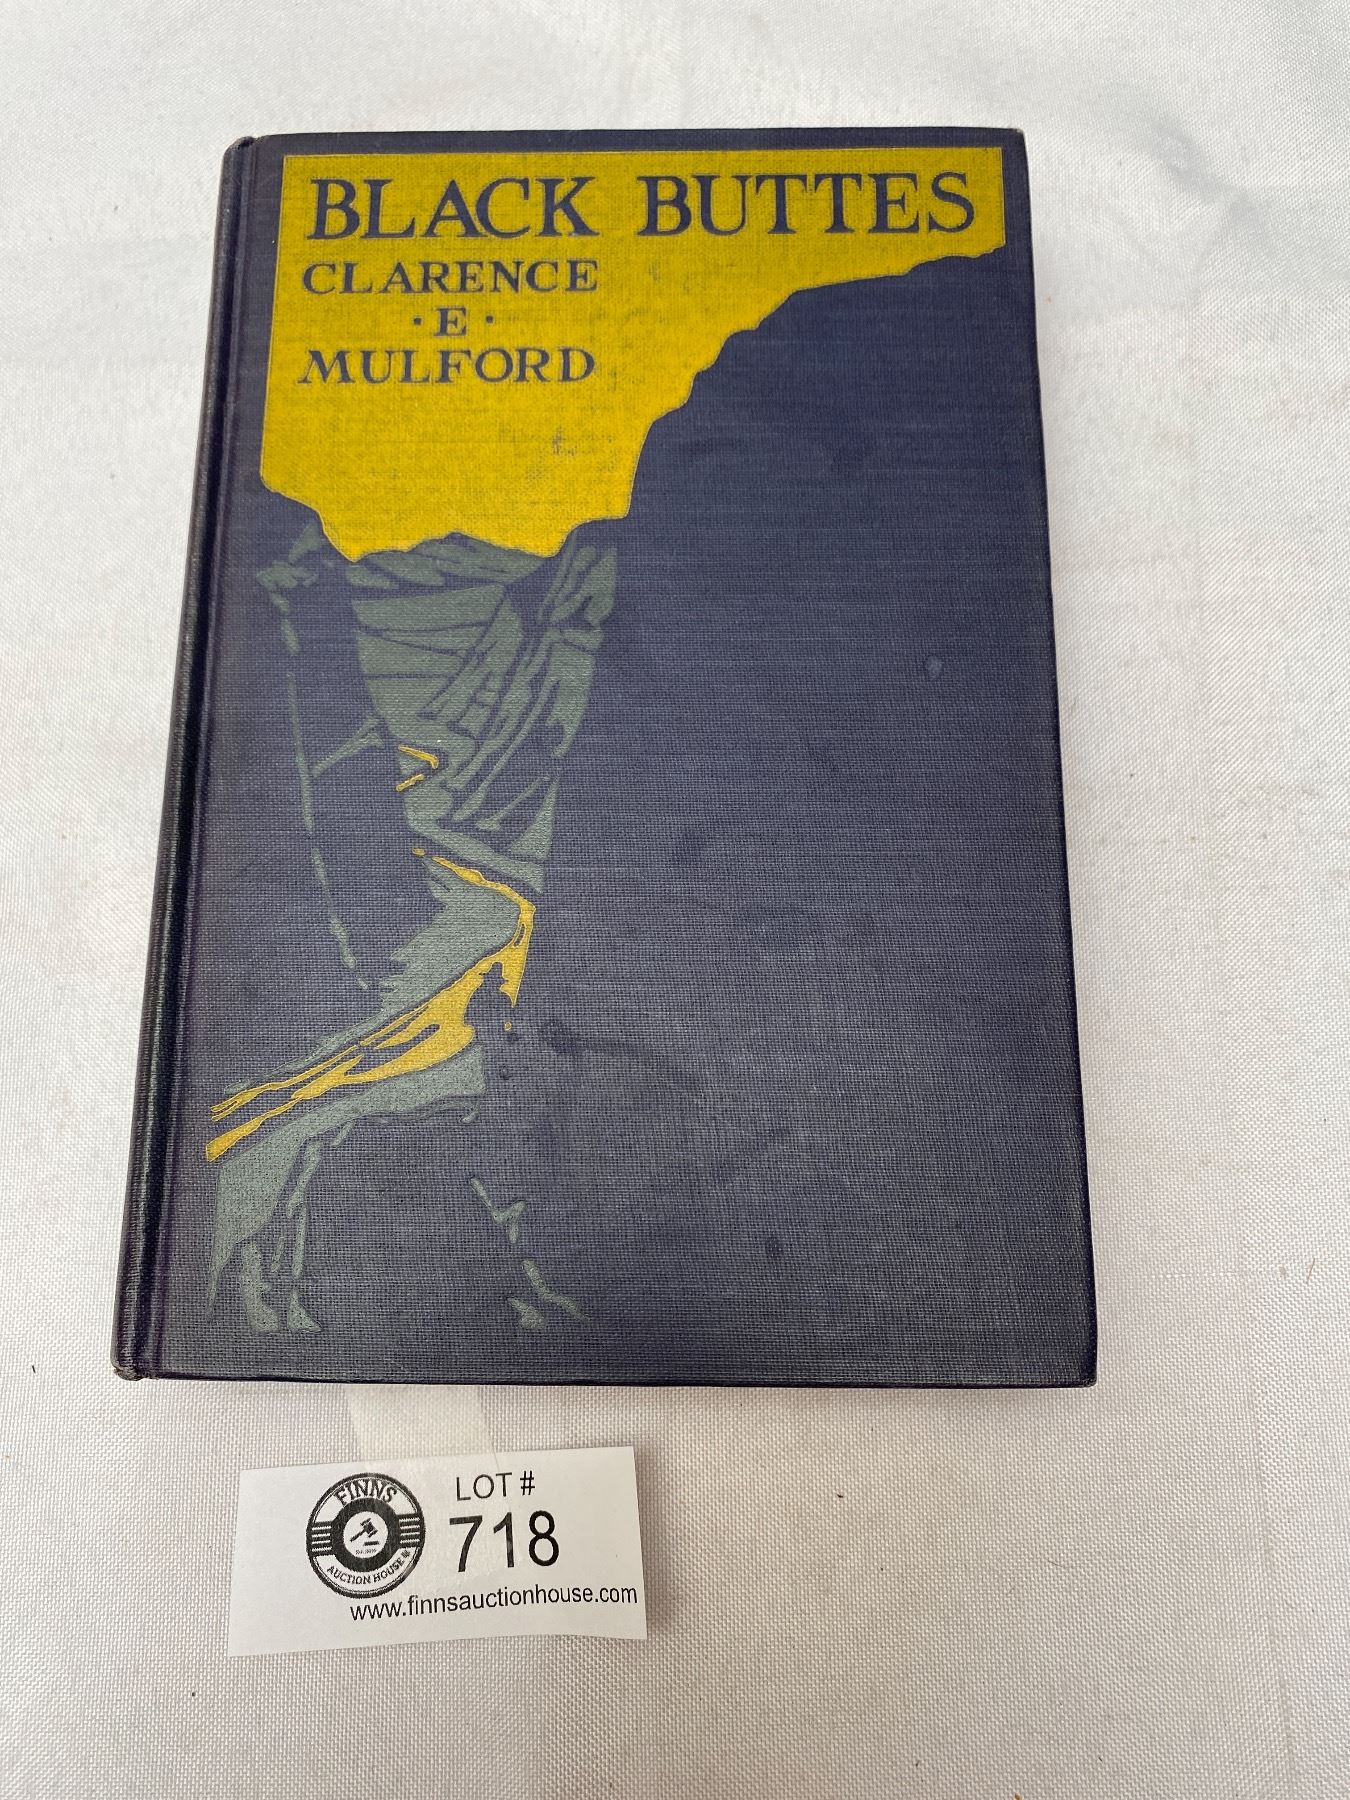 BLACK BUTTES
CLARENCE
·E·
MULFORD
LOT #
718
FINNS
AUCTION HOUSE
www.finnsauctionhouse.com